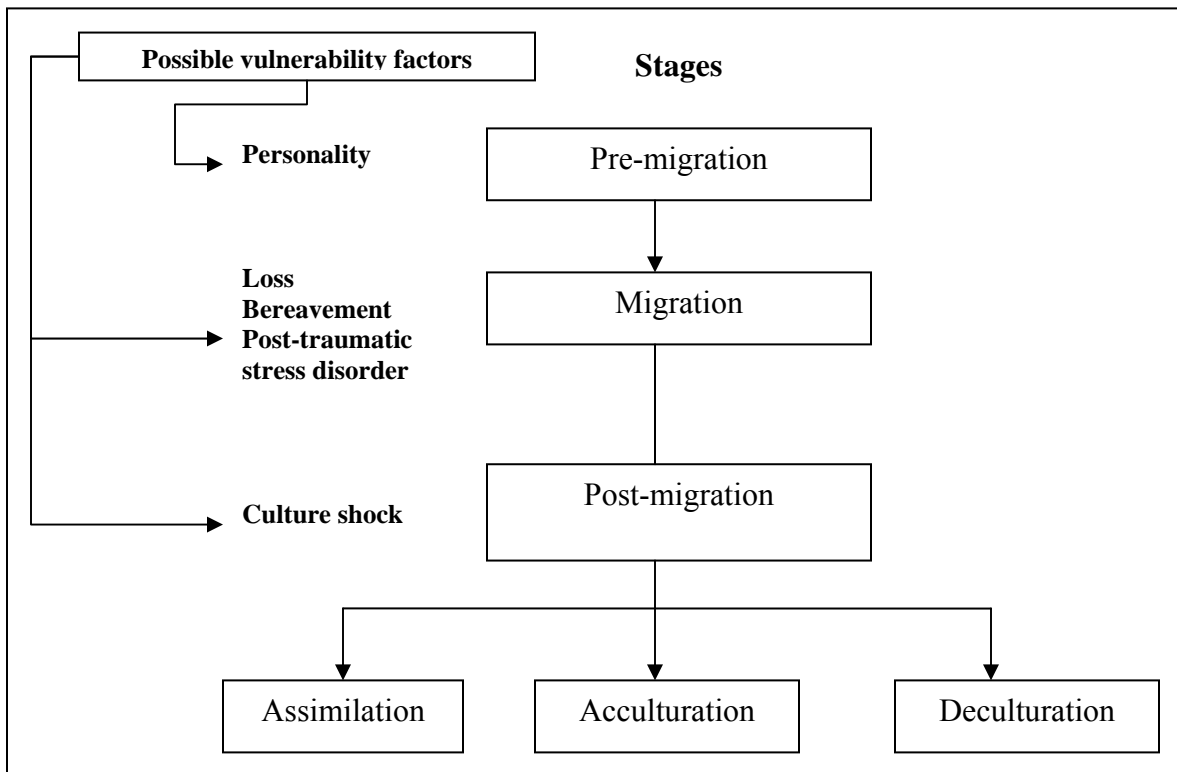 Possible vulnerability factors
Stages
Personality
Pre-migration
Loss
Bereavement
Post-traumatic
stress disorder
Migration
Culture shock
Post-migration
Assimilation
Acculturation
Deculturation